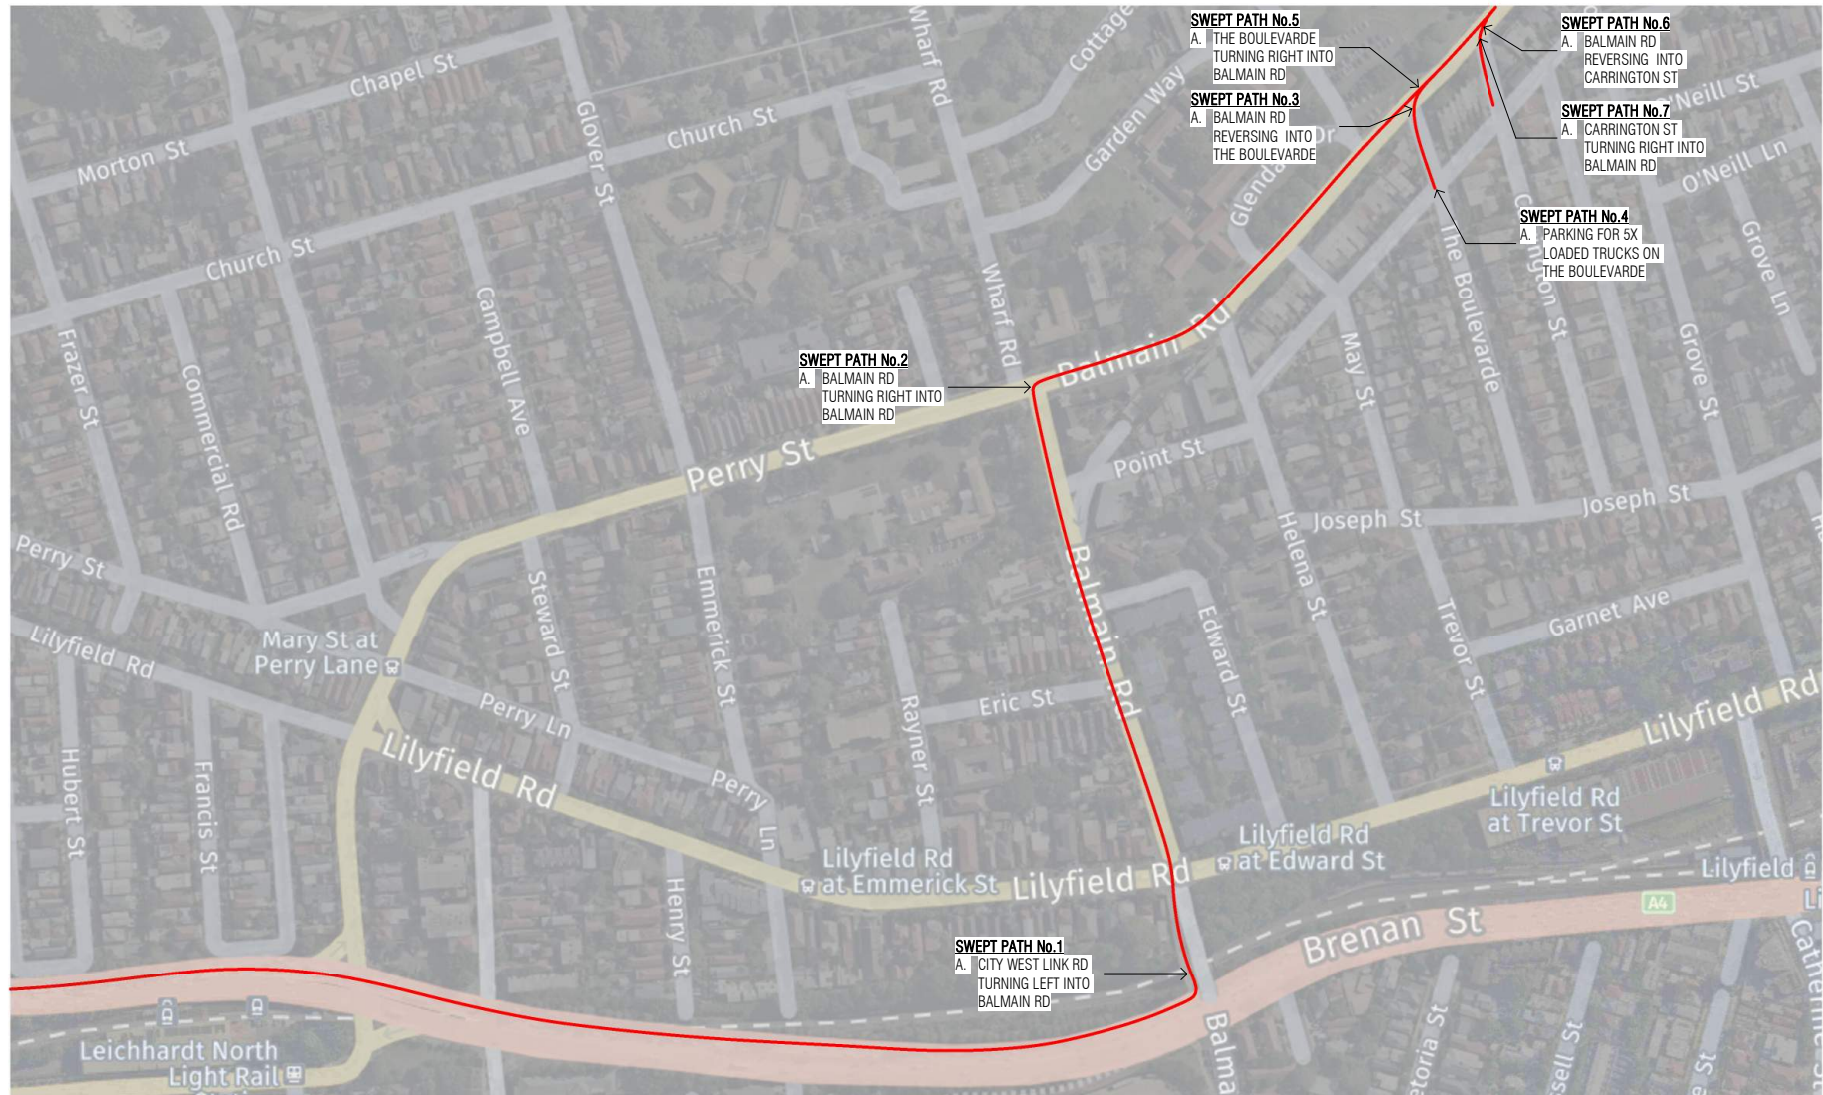 SWEPT PATH No.5
A. THE BOULEVARDE
TURNING RIGHT INTO
BALMAIN RD
SWEPT PATH No.3
A. BALMAIN RD
REVERSING INTO
THE BOULEVARDE
SWEPT PATH No.6
A. BALMAIN RD
REVERSING INTO
CARRINGTON ST
SWEPT PATH No.7
A. CARRINGTON ST
TURNING RIGHT INTO
BALMAIN RD
SWEPT PATH No.4
A. PARKING FOR 5X
LOADED TRUCKS ON
THE BOULEVARDE
SWEPT PATH No.2
A. BALMAIN RD
TURNING RIGHT INTO
BALMAIN RD
SWEPT PATH No.1
A. CITY WEST LINK RD
TURNING LEFT INTO
BALMAIN RD
Chapel St
Morton St
Glover St
Church St
Church St
Wharf Rd
Wharf Rd
Cottage
Garden Way
O'Neill St
O'Neill Ln
Grove Ln
Grove St
The Boulevarde
May St
Frazer St
Commercial Rd
Campbell Ave
Balmain Rd
Perry St
Point St
Joseph St
Joseph St
Helena St
Perry St
Lilyfield Rd
Mary St at
Perry Lane
Steward St
Emmerick St
Balmain Rd
Edward St
Trevor St
Garnet Ave
Perry Ln
Eric St
Rayner St
Lilyfield Rd
Lilyfield Rd
Hubert St
Francis St
Perry Ln
Henry St
Lilyfield Rd
at Emmerick St
Lilyfield Rd
Lilyfield Rd
at Edward St
Lilyfield Rd
at Trevor St
Lilyfield
A4
Brenan St
Leichhardt North
Light Rail
Balma